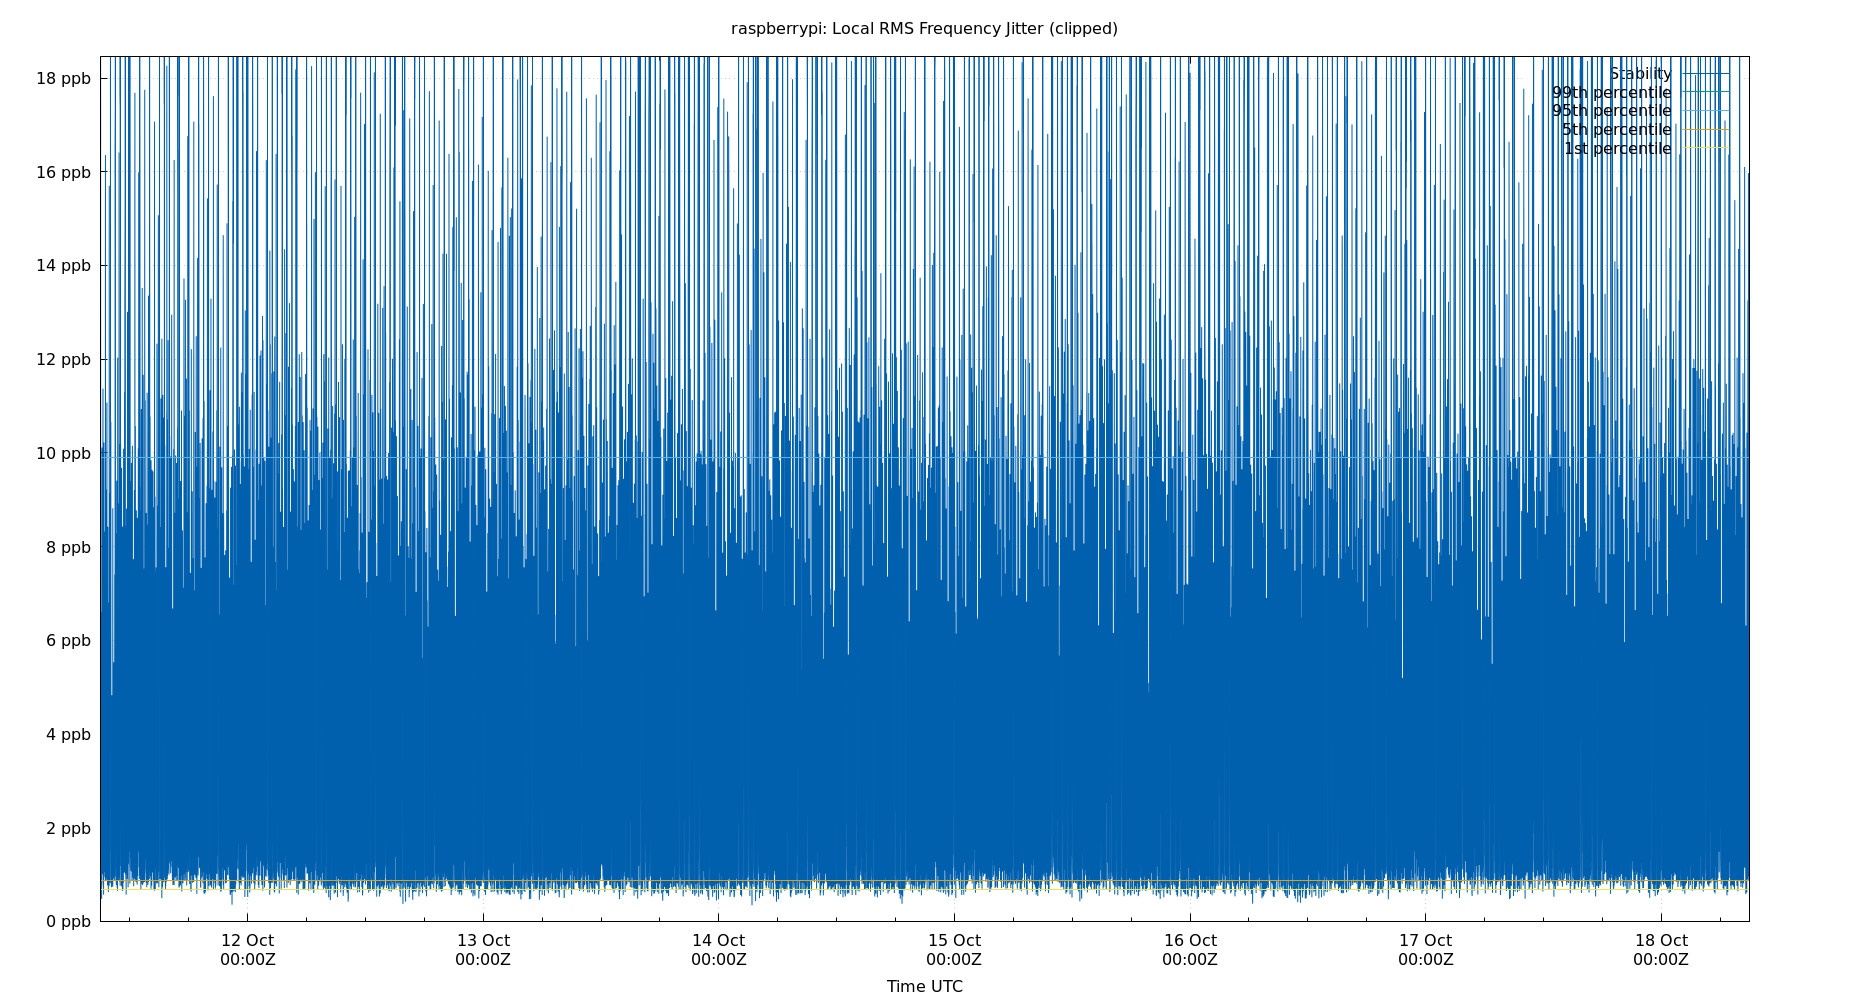 raspberrypi: Local RMS Frequency Jitter (clipped)
18 ppb
16 ppb
14 ppb
12 ppb
10 ppb
8 ppb
6 ppb
4 ppb
2 ppb
0 ppb
Stability
99th percentile
95th percentile
5th percentile
1st percentile
12 Oct
00:00Z
13 Oct
00:00Z
14 Oct
00:00Z
15 Oct
00:00Z
16 Oct
00:00Z
17 Oct
00:00Z
18 Oct
00:00Z
Time UTC